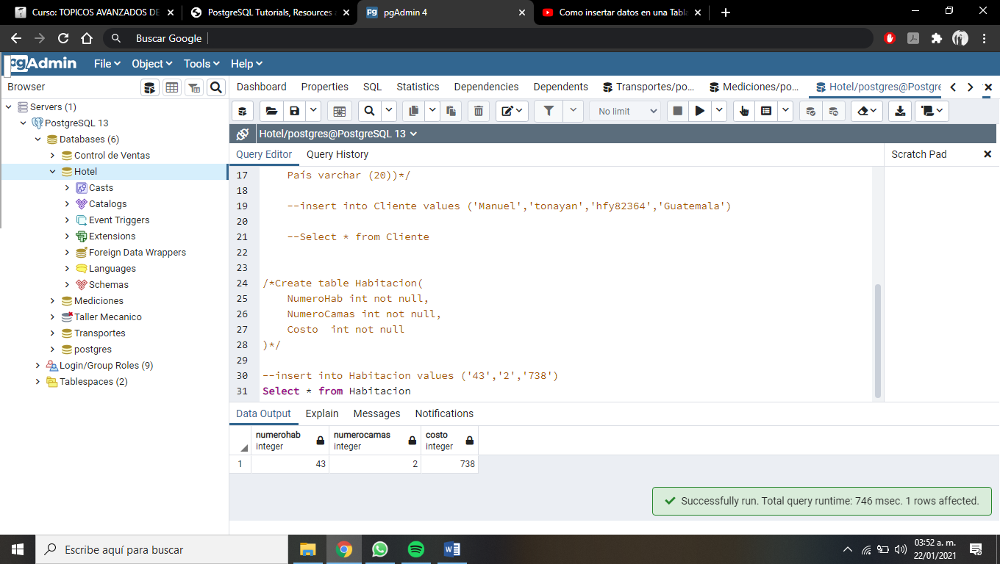 Curso: TOPICOS AVANZADOS DE
PostgreSQL Tutorials, Resources a
pgAdmin 4
Como insertar datos en una Tabla
Buscar Google
pgAdmin
File
Object
Tools
Help
Browser
Dashboard
Properties
SQL
Statistics
Dependencies
Dependents
Transportes/po...
Mediciones/po...
Hotel/postgres@Postgre
No limit
Hotel/postgres@PostgreSQL 13
Query Editor
Query History
Scratch Pad
Servers (1)
PostgreSQL 13
Databases (6)
Control de Ventas
Hotel
Casts
Catalogs
Event Triggers
Extensions
Foreign Data Wrappers
Languages
Schemas
Mediciones
Taller Mecanico
Transportes
postgres
Login/Group Roles (9)
Tablespaces (2)
17 País varchar (20))*/
18
19 --insert into Cliente values ('Manuel','tonayan','hfy82364','Guatemala')
20
21 --Select * from Cliente
22
23
24 /*Create table Habitacion(
25 NumeroHab int not null,
26 NumeroCamas int not null,
27 Costo int not null
28 )*/
29
30 --insert into Habitacion values ('43','2','738')
31 Select * from Habitacion
Data Output
Explain
Messages
Notifications
numerohab
integer
numerocamas
integer
costo
integer
1 43 2 738
Successfully run. Total query runtime: 746 msec. 1 rows affected.
Escribe aquí para buscar
03:52 a. m.
22/01/2021